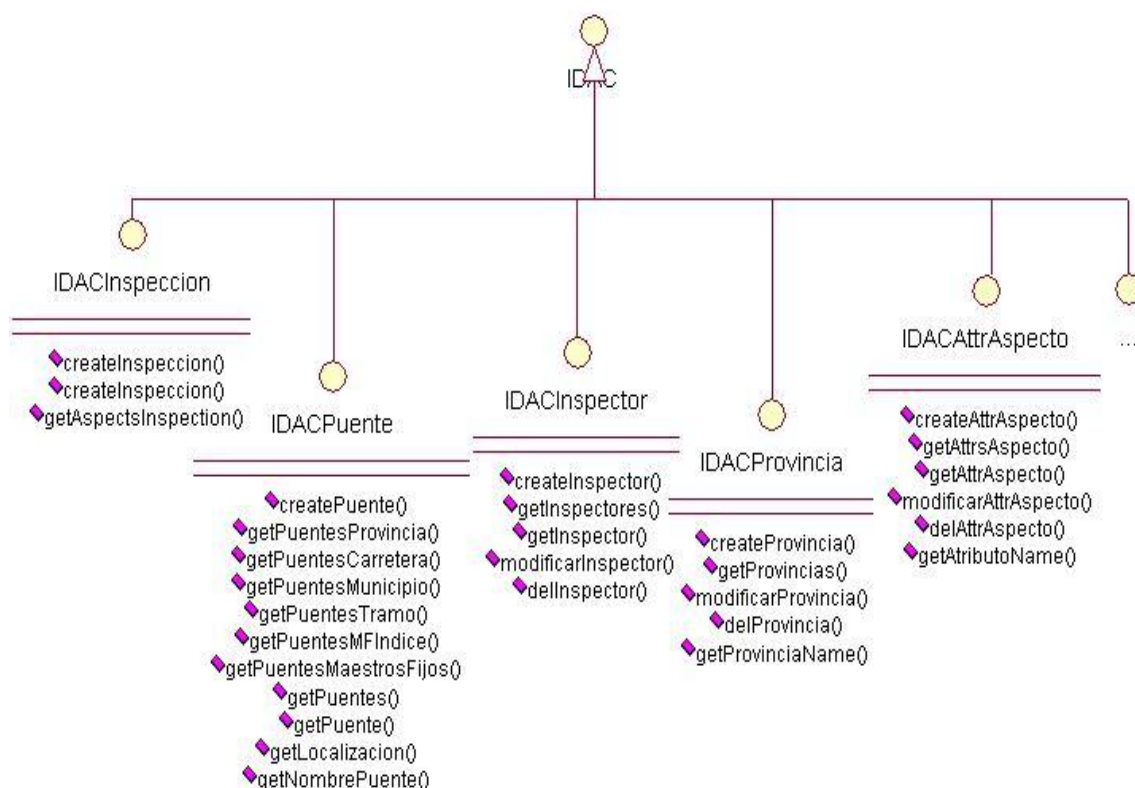 IDAC
IDACInspeccion
createInspeccion()
createInspeccion()
getAspectsInspection()
IDACPuente
createPuente()
getPuentesProvincia()
getPuentesCarretera()
getPuentesMunicipio()
getPuentesTramo()
getPuentesMFIndice()
getPuentesMaestrosFijos()
getPuentes()
getPuente()
getLocalizacion()
getNombrePuente()
IDACInspector
createInspector()
getInspectores()
getInspector()
modificarInspector()
delInspector()
IDACProvincia
createProvincia()
getProvincias()
modificarProvincia()
delProvincia()
getProvinciaName()
IDACAttrAspecto
createAttrAspecto()
getAttrsAspecto()
getAttrAspecto()
modificarAttrAspecto()
delAttrAspecto()
getAtributoName()
...